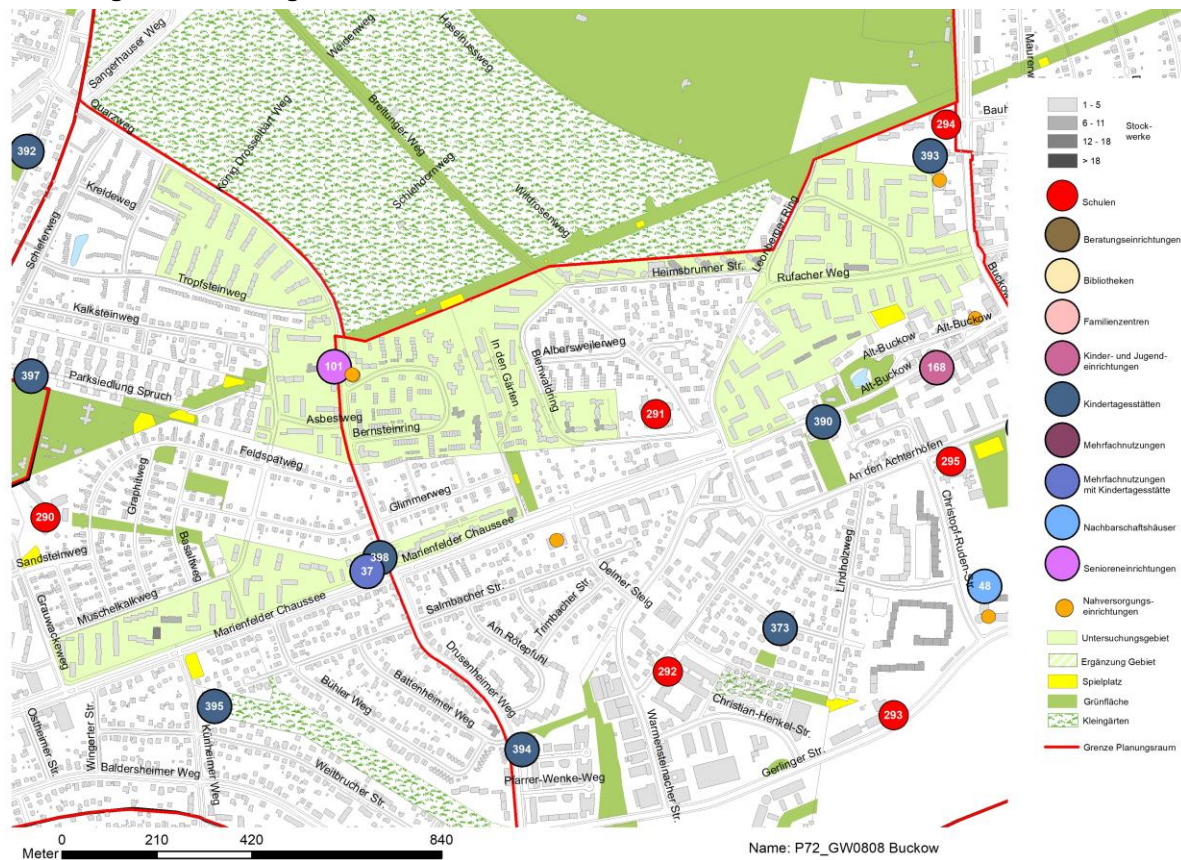 Sangerhauser Weg
Weidenweg
Haselnussweg
Quarzweg
König Drosselbart Weg
Breitunger Weg
Schlehdornweg
Wildrosenweg
392
Kreideweg
Schieferweg
Tropfsteinweg
Kalksteinweg
397
Parksiedlung Spruch
101
Asbestweg
Bernsteinring
In den Gärten
Bienwaldring
Albersweilerweg
Heimsbrunner Str.
Leonberger Ring
Rufacher Weg
294
393
Buckow
Alt-Buckow
Alt-Buckow
Alt-Buckow
168
291
390
An den Achterhöfen
295
Christoph-Ruden-Str.
48
Feldspatweg
Graphitweg
Glimmerweg
290
Basaltweg
Sandsteinweg
Muschelkalkweg
Grauwackeweg
Marienfelder Chaussee
Marienfelder Chaussee
398
37
Salmbacher Str.
Delmer Steig
Trimbacher Str.
Am Rötepfuhl
Drusenheimer Weg
Lindholzweg
373
292
293
Christian-Henkel-Str.
Gerlinger Str.
Warmensteinacher Str.
Bühler Weg
Battenheimer Weg
395
394
Pfarrer-Wenke-Weg
Ostheimer Str.
Wingerter Str.
Künheimer Weg
Baldersheimer Weg
Weilbrucher Str.
1 - 5
6 - 11
12 - 18
> 18
Stock-
werke
Schulen
Beratungseinrichtungen
Bibliotheken
Familienzentren
Kinder- und Jugend-
einrichtungen
Kindertagesstätten
Mehrfachnutzungen
Mehrfachnutzungen
mit Kindertagesstätte
Nachbarschaftshäuser
Senioreneinrichtungen
Nahversorgungs-
einrichtungen
Untersuchungsgebiet
Ergänzung Gebiet
Spielplatz
Grünfläche
Kleingärten
Grenze Planungsraum
0 210 420 840
Meter
Name: P72_GW0808 Buckow